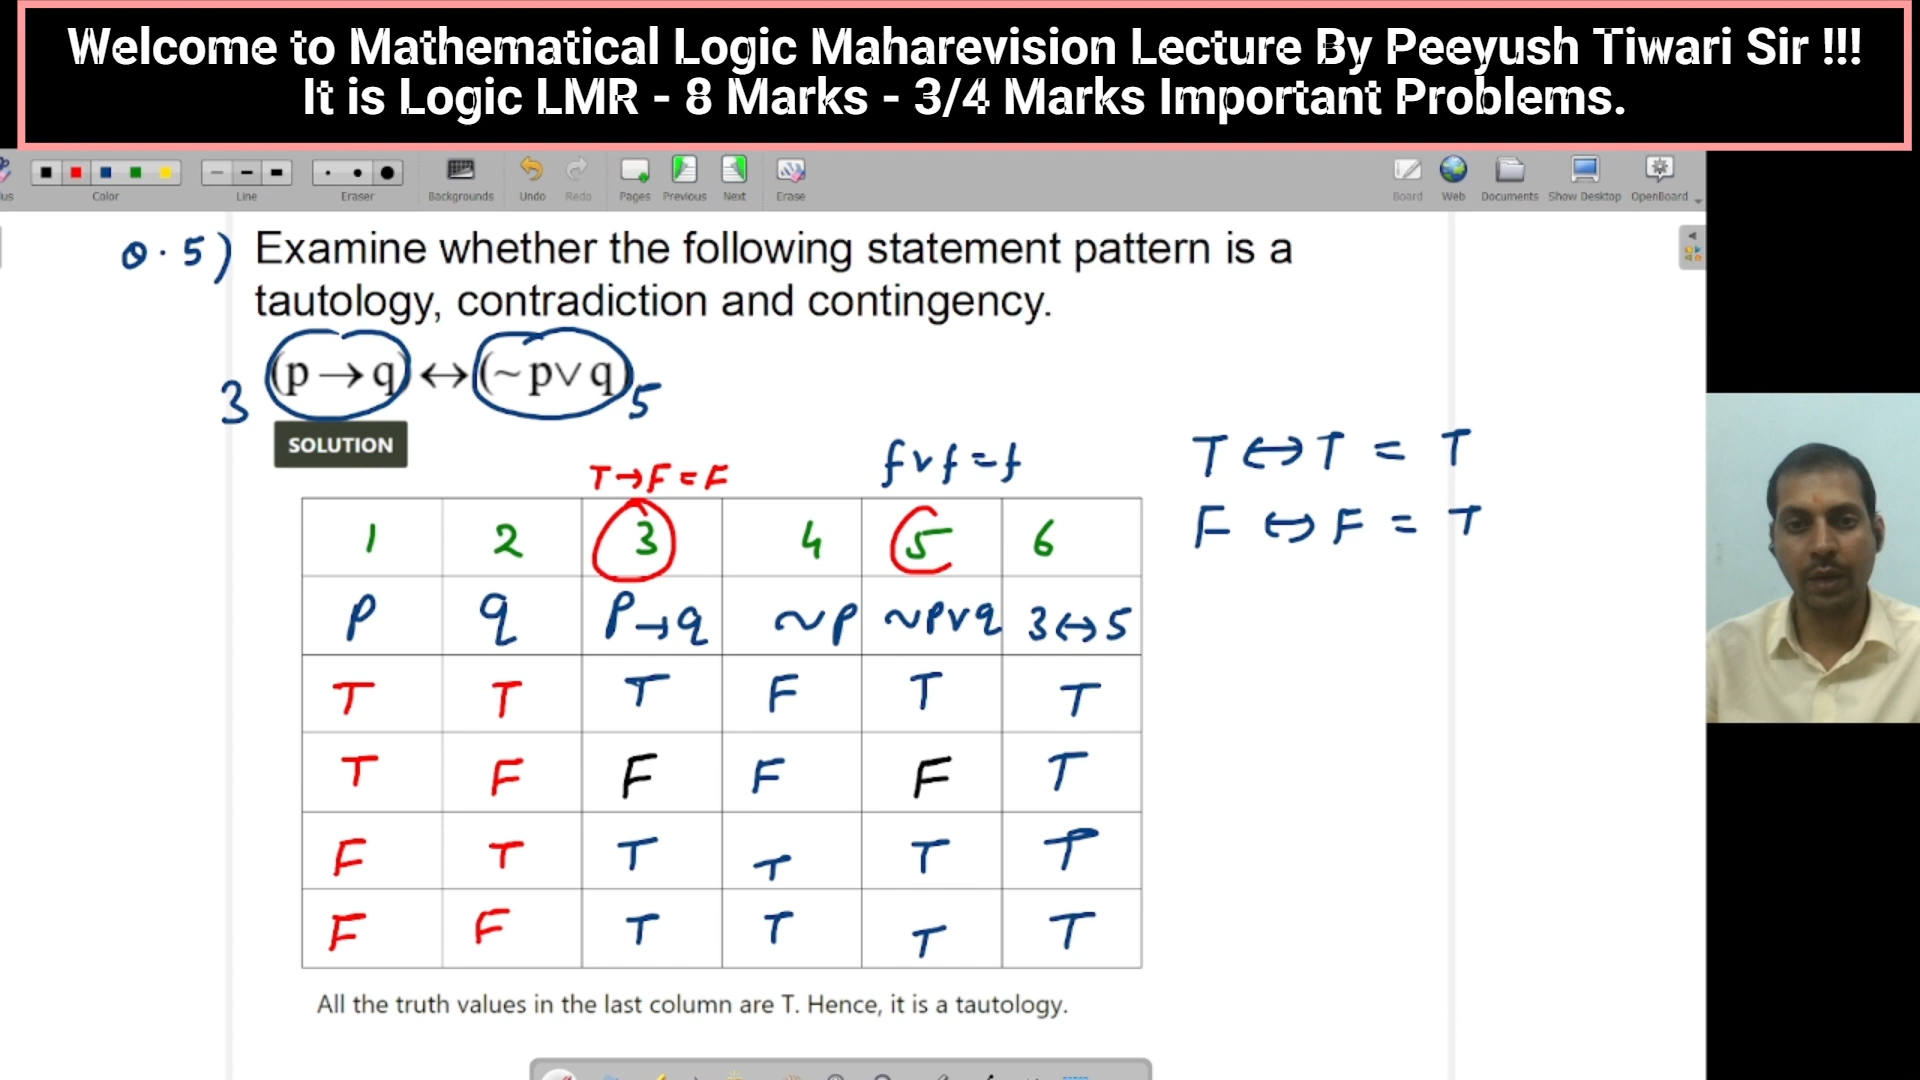 Welcome to Mathematical Logic Maharevision Lecture By Peeyush Tiwari Sir !!!
It is Logic LMR - 8 Marks - 3/4 Marks Important Problems.
Color Line Eraser Backgrounds Undo Redo Pages Previous Next Erase Board Web Documents Show Desktop OpenBoard
Q.5) Examine whether the following statement pattern is a
tautology, contradiction and contingency.
3 (p→q)↔(~p∨q) 5
SOLUTION
T→F=F
f∨f=f
T↔T = T
F↔F = T
1 2 3 4 5 6
p q p→q ~p ~p∨q 3↔5
T T T F T T
T F F F F T
F T T T T T
F F T T T T
All the truth values in the last column are T. Hence, it is a tautology.